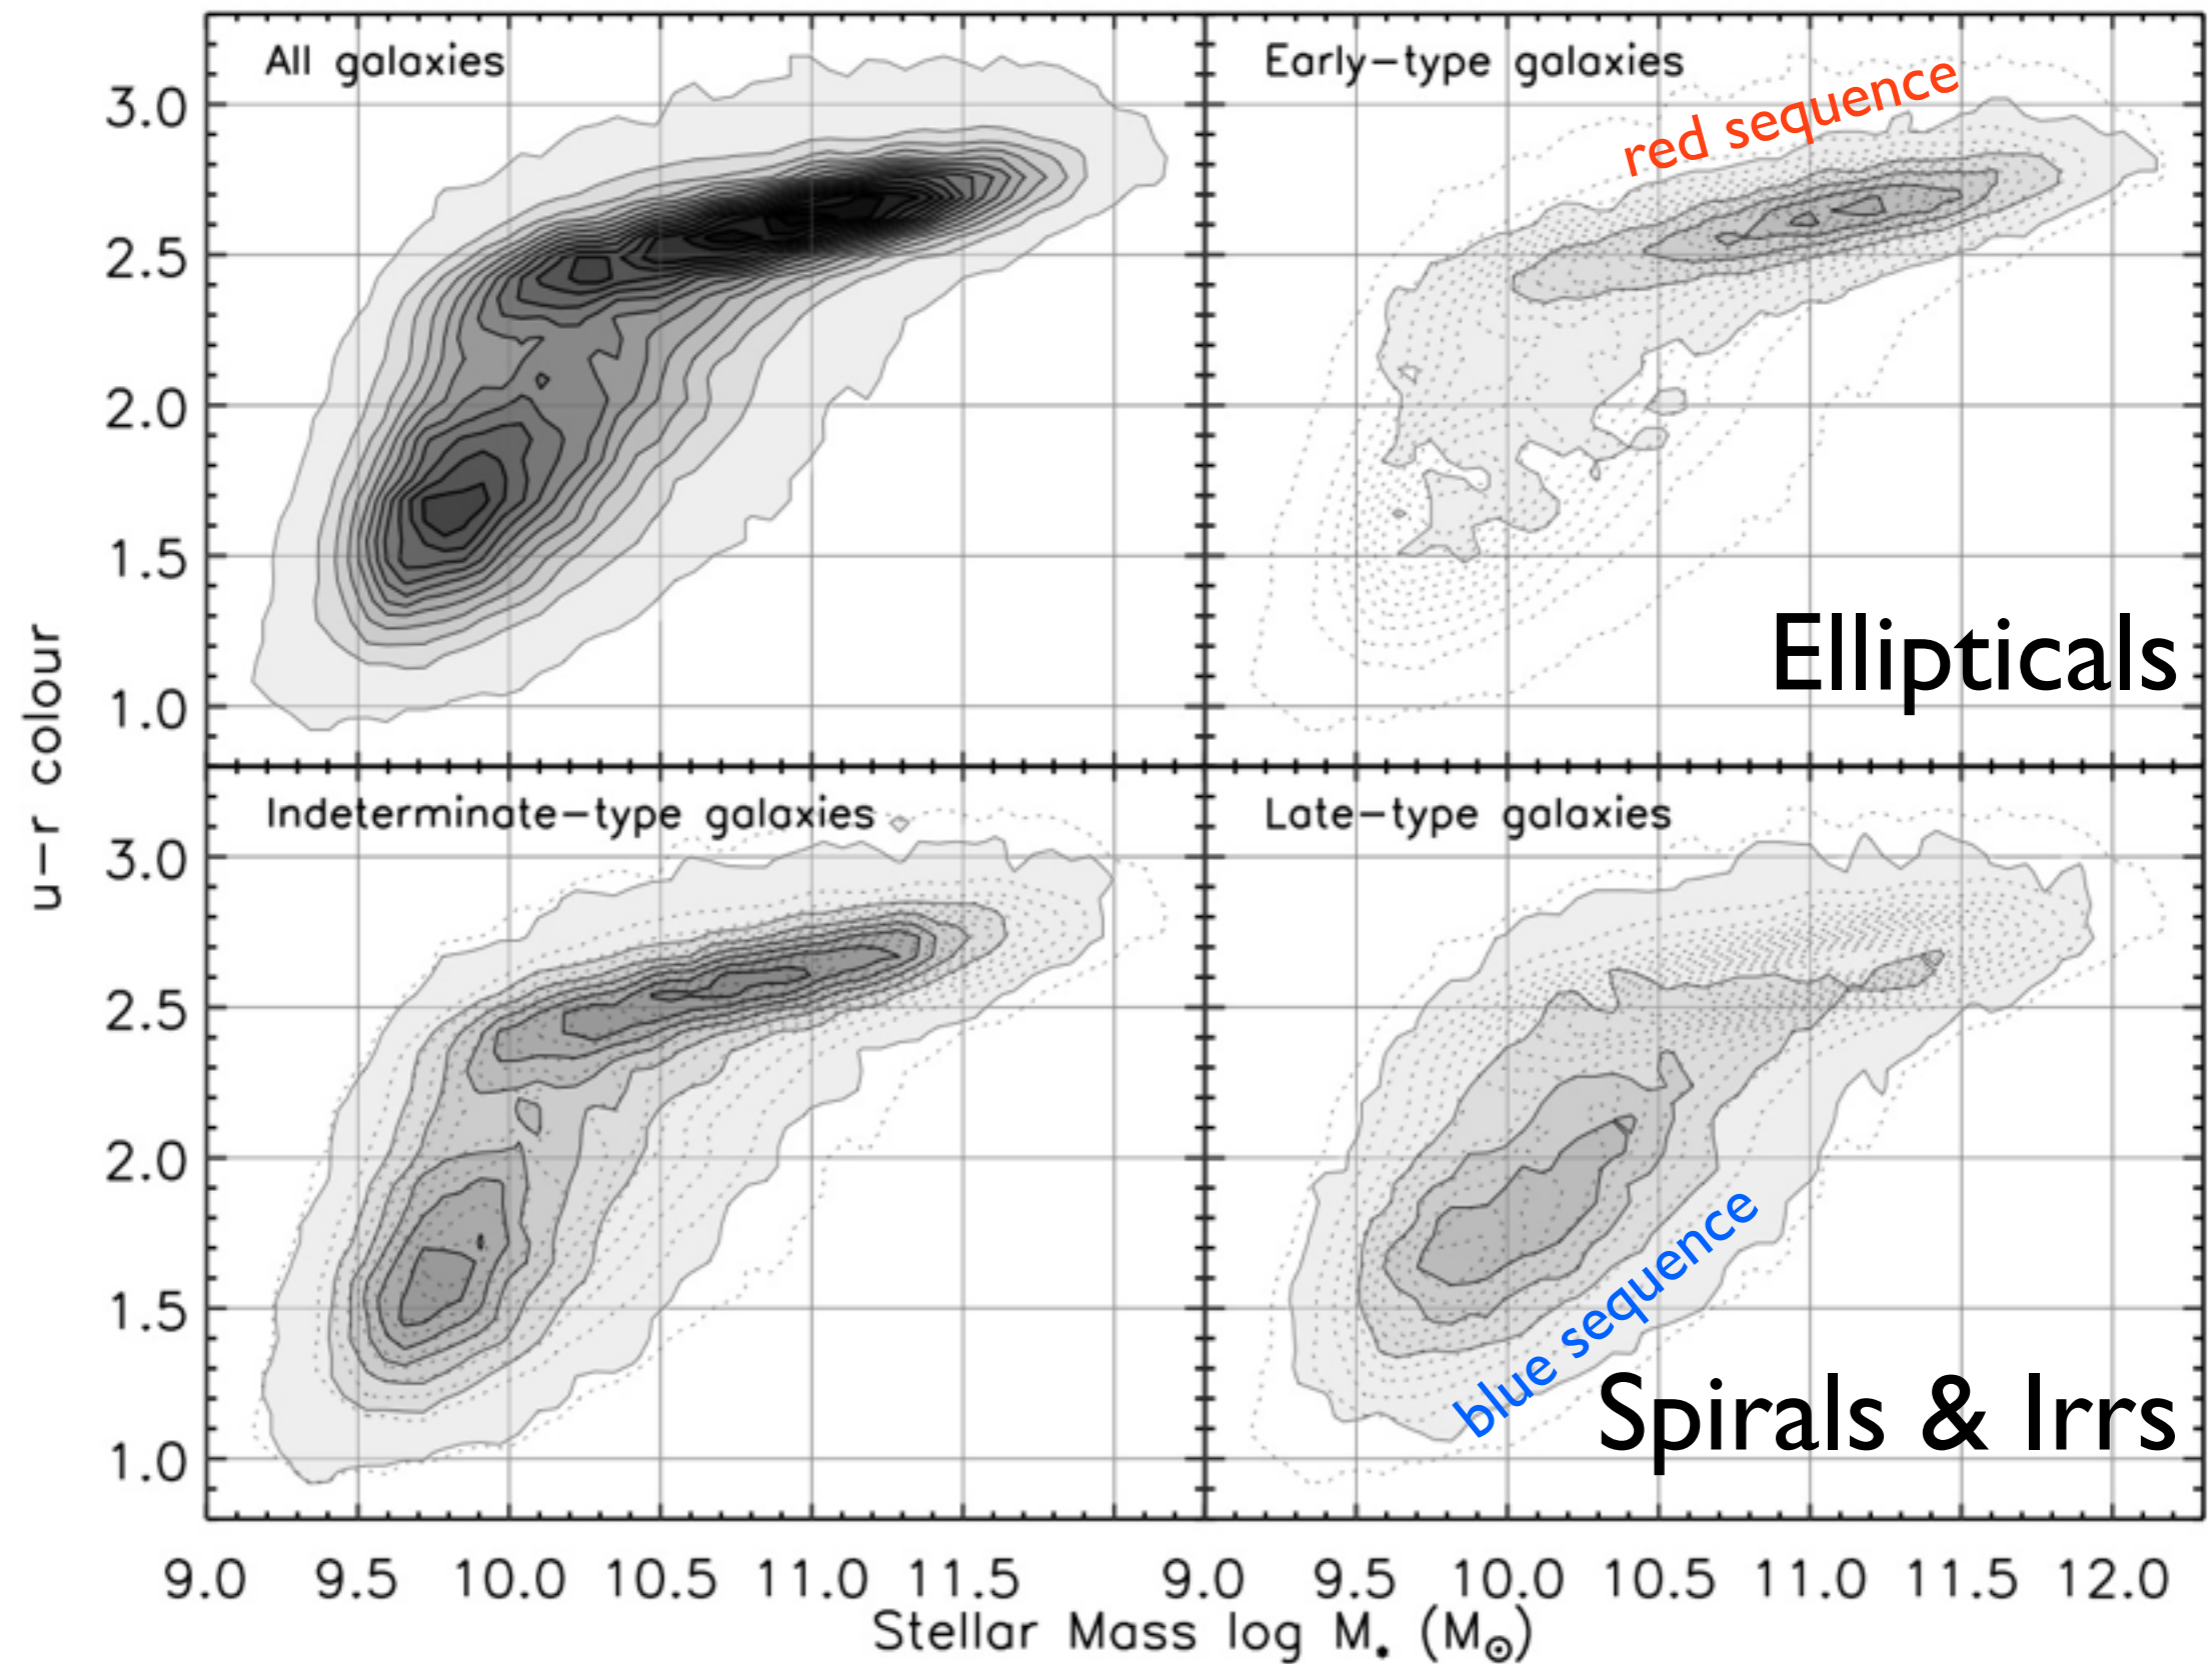 All galaxies
Early-type galaxies
red sequence
3.0
2.5
2.0
1.5
1.0
Ellipticals
u-r colour
Indeterminate-type galaxies
Late-type galaxies
3.0
2.5
2.0
1.5
1.0
blue sequence
Spirals & Irrs
9.0 9.5 10.0 10.5 11.0 11.5 9.0 9.5 10.0 10.5 11.0 11.5 12.0
Stellar Mass log M* (M⊙)